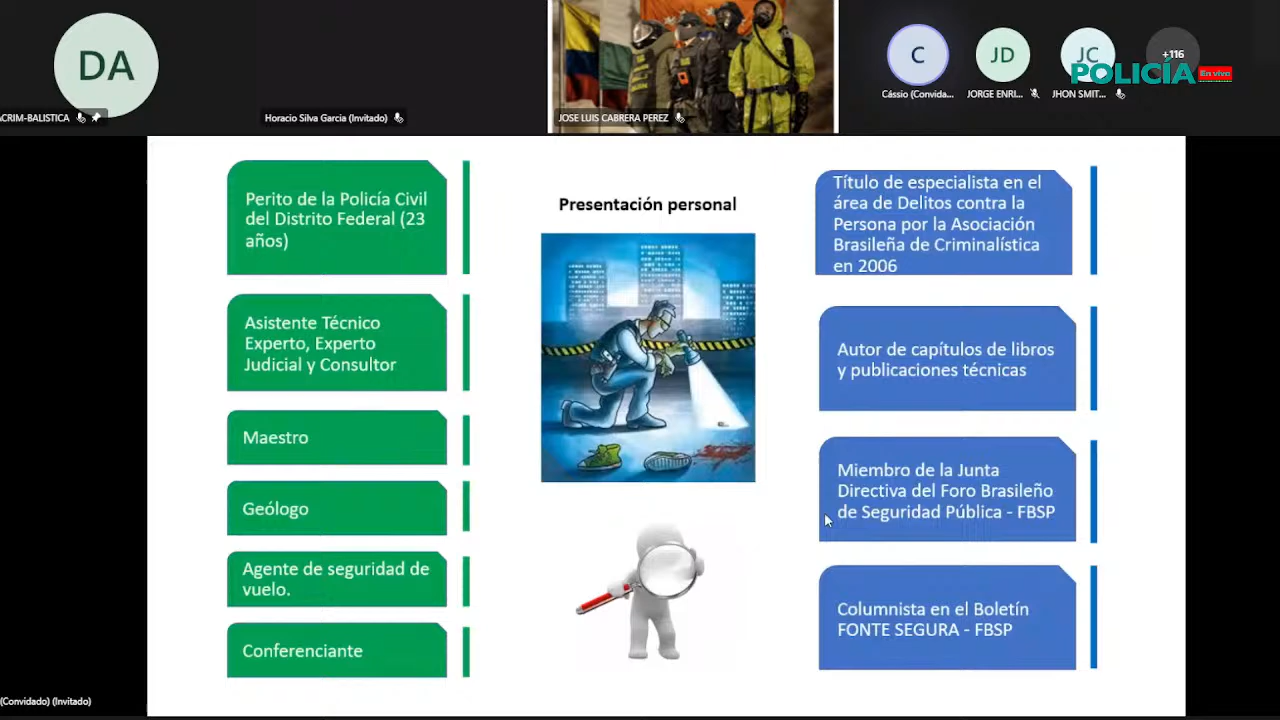 DA
CRIM-BALISTICA
Horacio Silva Garcia (Invitado)
JOSE LUIS CABRERA PEREZ
C
Cássio (Convida...
JD
JORGE ENRI...
JC
JHON SMIT...
+116
POLICÍA
En vivo
Perito de la Policía Civil
del Distrito Federal (23
años)
Asistente Técnico
Experto, Experto
Judicial y Consultor
Maestro
Geólogo
Agente de seguridad de
vuelo.
Conferenciante
Presentación personal
Título de especialista en el
área de Delitos contra la
Persona por la Asociación
Brasileña de Criminalística
en 2006
Autor de capítulos de libros
y publicaciones técnicas
Miembro de la Junta
Directiva del Foro Brasileño
de Seguridad Pública - FBSP
Columnista en el Boletín
FONTE SEGURA - FBSP
(Convidado) (Invitado)